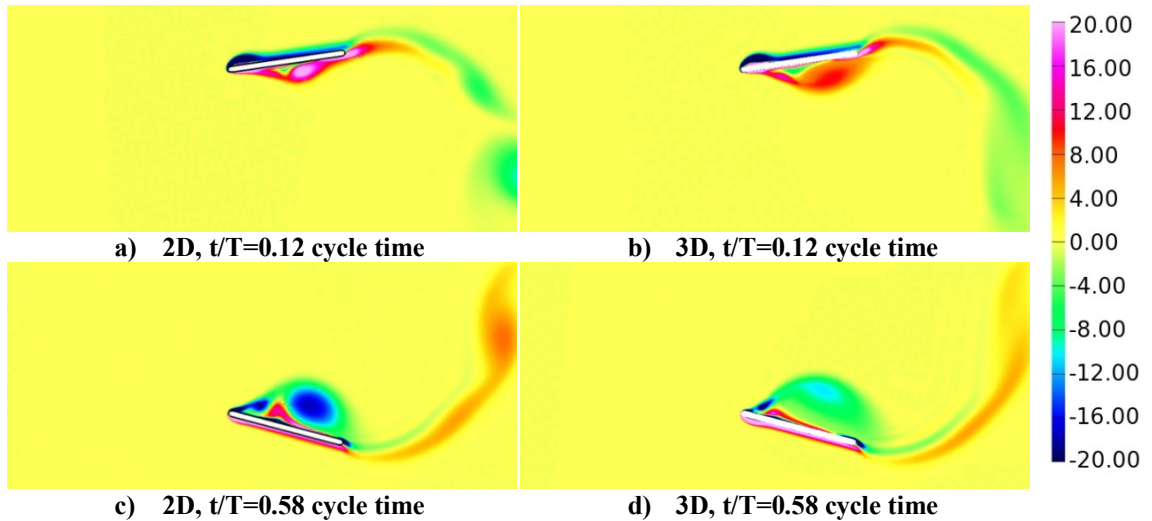 20.00
16.00
12.00
8.00
4.00
0.00
-4.00
-8.00
-12.00
-16.00
-20.00
a) 2D, t/T=0.12 cycle time
b) 3D, t/T=0.12 cycle time
c) 2D, t/T=0.58 cycle time
d) 3D, t/T=0.58 cycle time